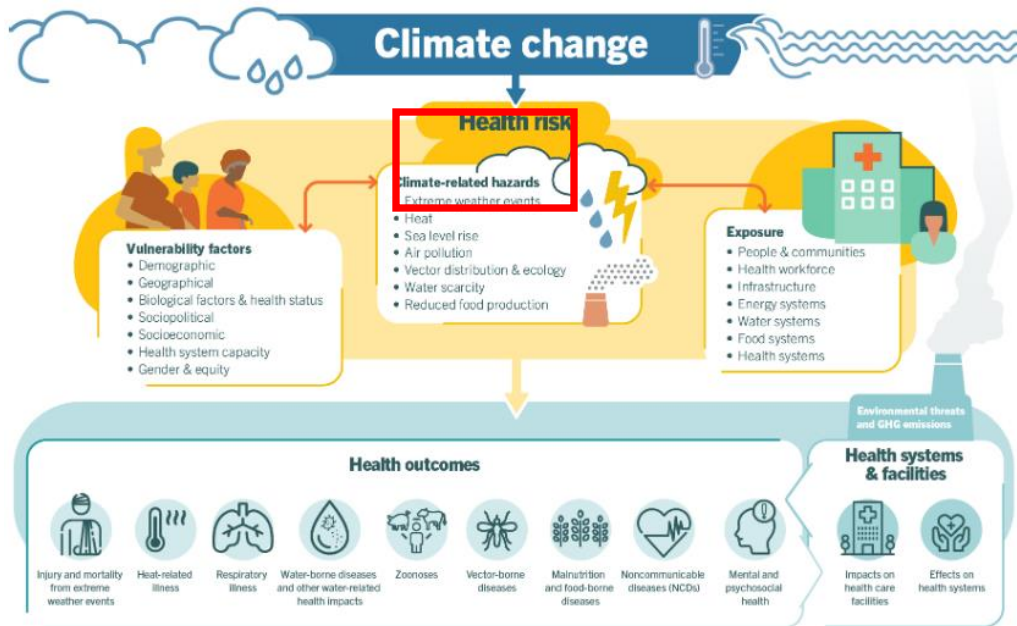 Climate change
Health risk
Climate-related hazards
• Extreme weather events
• Heat
• Sea level rise
• Air pollution
• Vector distribution & ecology
• Water scarcity
• Reduced food production
Vulnerability factors
• Demographic
• Geographical
• Biological factors & health status
• Sociopolitical
• Socioeconomic
• Health system capacity
• Gender & equity
Exposure
• People & communities
• Health workforce
• Infrastructure
• Energy systems
• Water systems
• Food systems
• Health systems
Environmental threats
and GHG emissions
Health outcomes
Injury and mortality
from extreme
weather events
Heat-related
illness
Respiratory
illness
Water-borne diseases
and other water-related
health impacts
Zoonoses
Vector-borne
diseases
Malnutrition
and food-borne
diseases
Noncommunicable
diseases (NCDs)
Mental and
psychosocial
health
Health systems
& facilities
Impacts on
health care
facilities
Effects on
health systems